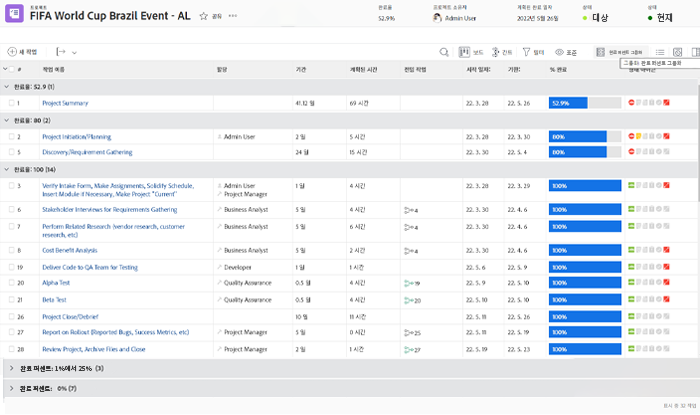 프로젝트
FIFA World Cup Brazil Event - AL
공유
완료율
52.9%
프로젝트 소유자
Admin User
계획된 완료 일자
2022년 5월 26일
상태
대상
상태
현재
새 작업
보드
간트
필터
표준
완료 퍼센트 그룹화
그룹화: 완료 퍼센트 그룹화
# 작업 이름 할당 기간 계획된 시간 전임 작업 시작 일자: 기한: % 완료
완료율: 52.9 (1)
1 Project Summary 41.12 일 69 시간 22. 3. 28 22. 5. 26 52.9%
완료율: 80 (2)
2 Project Initiation/Planning Admin User 2 일 5 시간 22. 3. 28 22. 3. 30 80%
5 Discovery/Requirement Gathering 24 일 15 시간 22. 3. 30 22. 5. 4 80%
완료율: 100 (14)
3 Verify Intake Form, Make Assignments, Solidify Schedule, Admin User 1 일 4 시간 22. 3. 28 22. 3. 29 100%
Insert Module if Necessary, Make Project "Current" Project Manager
6 Stakeholder Interviews for Requirements Gathering Business Analyst 5 일 4 시간 4 22. 3. 30 22. 4. 6 100%
7 Perform Related Research (vendor research, customer Business Analyst 5 일 6 시간 4 22. 3. 30 22. 4. 6 100%
research, etc)
8 Cost Benefit Analysis Business Analyst 5 일 2 시간 4 22. 3. 30 22. 4. 6 100%
19 Deliver Code to QA Team for Testing Developer 1 일 1 시간 22. 5. 6 22. 5. 9 100%
20 Alpha Test Quality Assurance 0.5 일 4 시간 19 22. 5. 9 22. 5. 10 100%
21 Beta Test Quality Assurance 0.5 일 4 시간 20 22. 5. 10 22. 5. 10 100%
26 Project Close/Debrief 10 일 11 시간 22. 5. 11 22. 5. 26 100%
27 Report on Rollout (Reported Bugs, Success Metrics, etc) Project Manager 5 일 0 시간 25 22. 5. 11 22. 5. 19 100%
28 Review Project, Archive Files and Close Project Manager 2 일 1 시간 27 22. 5. 19 22. 5. 23 100%
완료 퍼센트: 1%에서 25% (3)
완료 퍼센트: 0% (7)